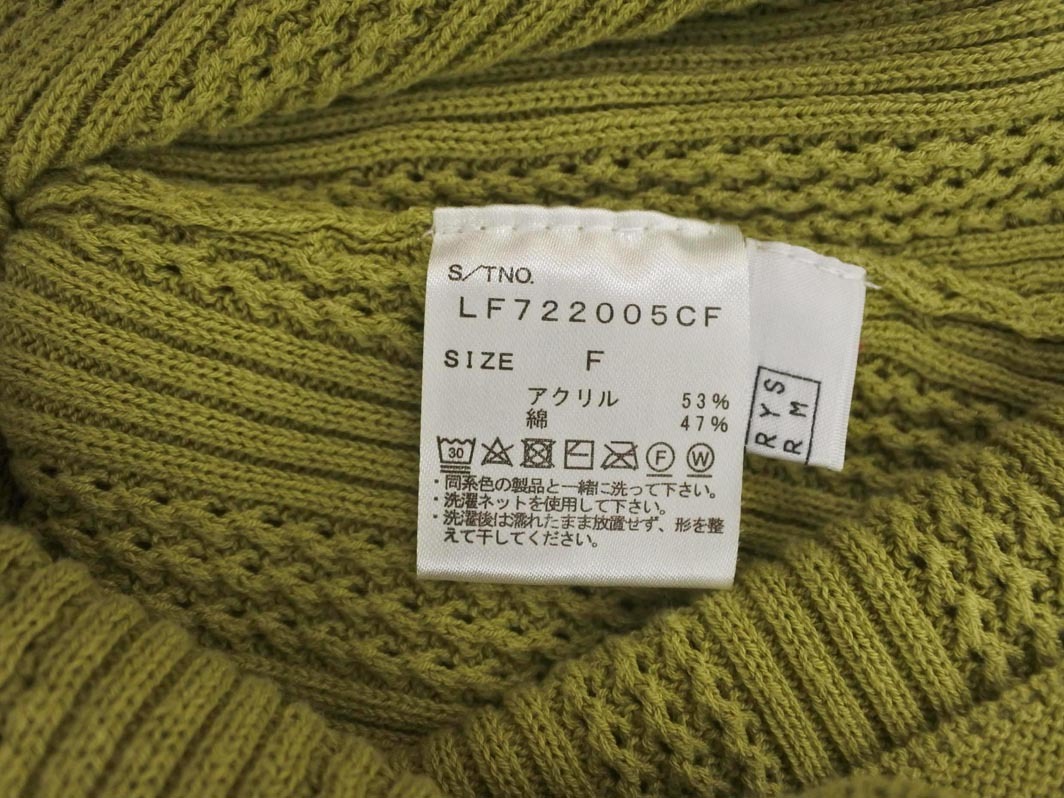 S/TNO.
LF722005CF
SIZE F
アクリル 53%
綿 47%
30 F W
・同系色の製品と一緒に洗って下さい。
・洗濯ネットを使用して下さい。
・洗濯後は濡れたまま放置せず、形を整
えて干してください。
RYS
RM